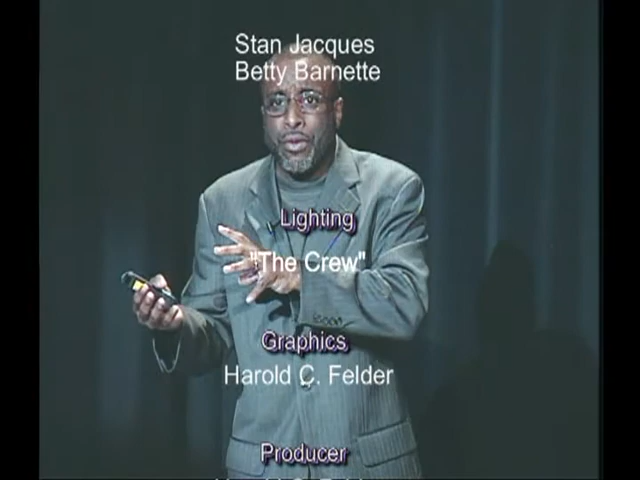 Stan Jacques
Betty Barnette
Lighting
"The Crew"
Graphics
Harold C. Felder
Producer